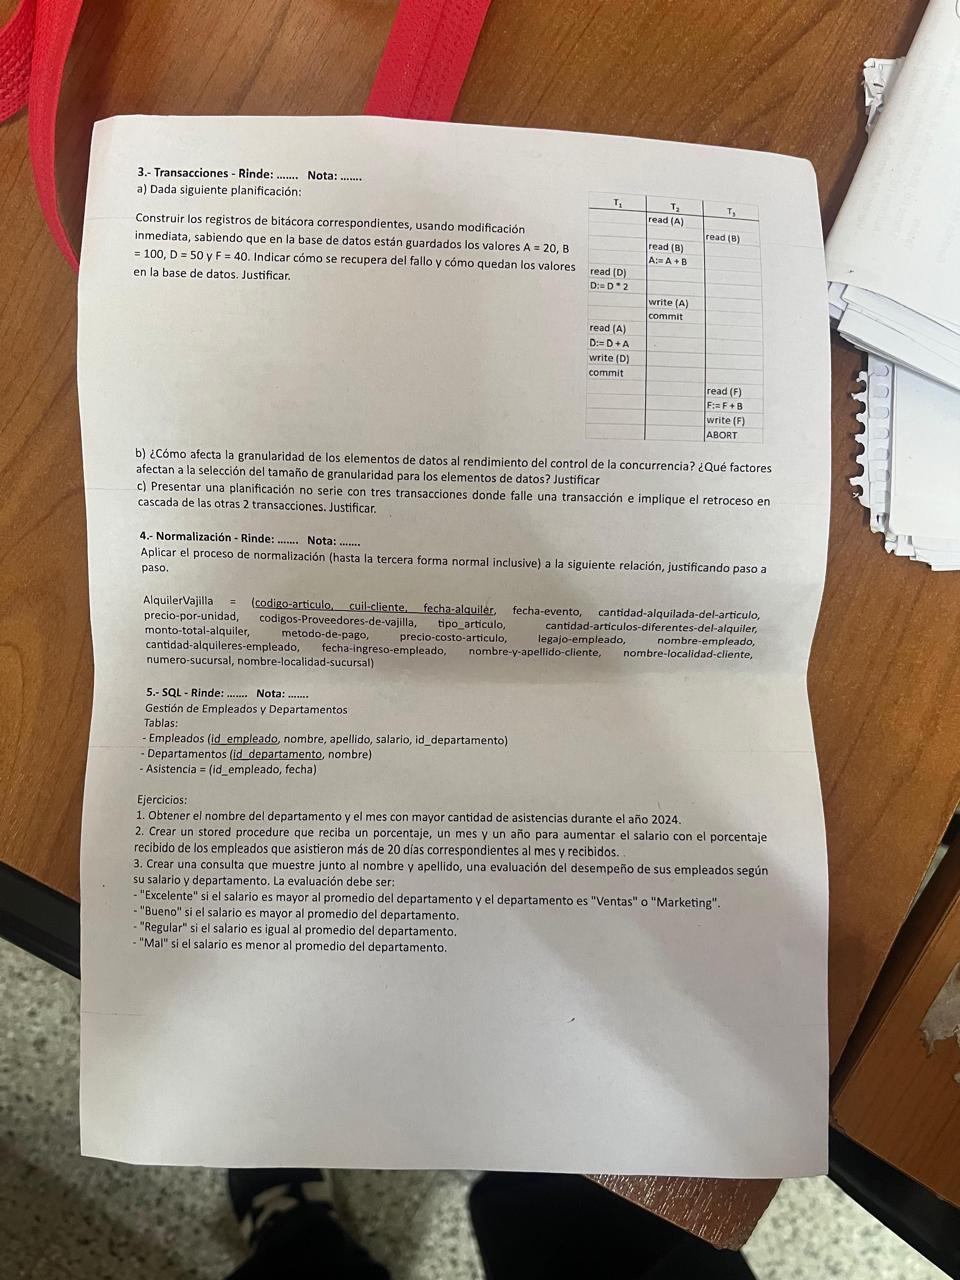 3.- Transacciones - Rinde: ....... Nota: .......
a) Dada siguiente planificación:
Construir los registros de bitácora correspondientes, usando modificación
inmediata, sabiendo que en la base de datos están guardados los valores A = 20, B
= 100, D = 50 y F = 40. Indicar cómo se recupera del fallo y cómo quedan los valores
en la base de datos. Justificar.
T₁ T₂ T₃
read (A)
read (B)
read (B)
A:= A + B
read (D)
D:= D * 2
write (A)
commit
read (A)
D:= D + A
write (D)
commit
read (F)
F:= F + B
write (F)
ABORT
b) ¿Cómo afecta la granularidad de los elementos de datos al rendimiento del control de la concurrencia? ¿Qué factores
afectan a la selección del tamaño de granularidad para los elementos de datos? Justificar
c) Presentar una planificación no serie con tres transacciones donde falle una transacción e implique el retroceso en
cascada de las otras 2 transacciones. Justificar.
4.- Normalización - Rinde: ....... Nota: .......
Aplicar el proceso de normalización (hasta la tercera forma normal inclusive) a la siguiente relación, justificando paso a
paso.
AlquilerVajilla = (codigo-articulo, cuil-cliente, fecha-alquiler, fecha-evento, cantidad-alquilada-del-articulo,
precio-por-unidad, codigos-Proveedores-de-vajilla, tipo_articulo, cantidad-articulos-diferentes-del-alquiler,
monto-total-alquiler, metodo-de-pago, precio-costo-articulo, legajo-empleado, nombre-empleado,
cantidad-alquileres-empleado, fecha-ingreso-empleado, nombre-y-apellido-cliente, nombre-localidad-cliente,
numero-sucursal, nombre-localidad-sucursal)
5.- SQL - Rinde: ....... Nota: .......
Gestión de Empleados y Departamentos
Tablas:
- Empleados (id_empleado, nombre, apellido, salario, id_departamento)
- Departamentos (id_departamento, nombre)
- Asistencia = (id_empleado, fecha)
Ejercicios:
1. Obtener el nombre del departamento y el mes con mayor cantidad de asistencias durante el año 2024.
2. Crear un stored procedure que reciba un porcentaje, un mes y un año para aumentar el salario con el porcentaje
recibido de los empleados que asistieron más de 20 días correspondientes al mes y recibidos.
3. Crear una consulta que muestre junto al nombre y apellido, una evaluación del desempeño de sus empleados según
su salario y departamento. La evaluación debe ser:
- "Excelente" si el salario es mayor al promedio del departamento y el departamento es "Ventas" o "Marketing".
- "Bueno" si el salario es mayor al promedio del departamento.
- "Regular" si el salario es igual al promedio del departamento.
- "Mal" si el salario es menor al promedio del departamento.